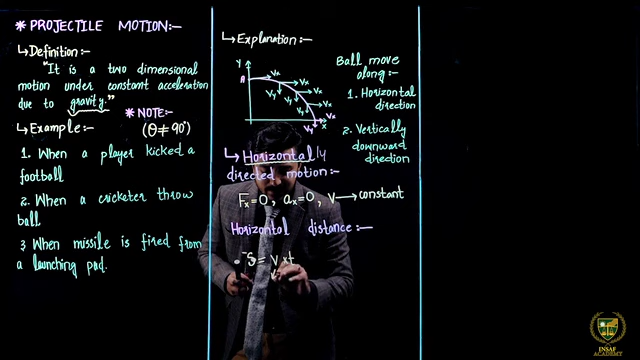 * PROJECTILE MOTION:-
↳Definition:-
"It is a two dimensional
motion under constant acceleration
due to gravity."
* NOTE:-
(θ≠90°)
↳Example:-
1. When a player kicked a
football
2. When a cricketer throw
ball
3 When missile is fired from
a launching pad.
↳Explanation:-
Y
A
Vx
Vx
Vy
Vx
Vy
Vx
Vy
Vx
Vy
X
Ball move
along:-
1. Horizontal
direction
2. Vertically
downward
direction
↳Horizontally
directed motion:-
Fx=0, ax=0, V→constant
Horizontal distance:-
S = V x t
INSAF
ACADEMY